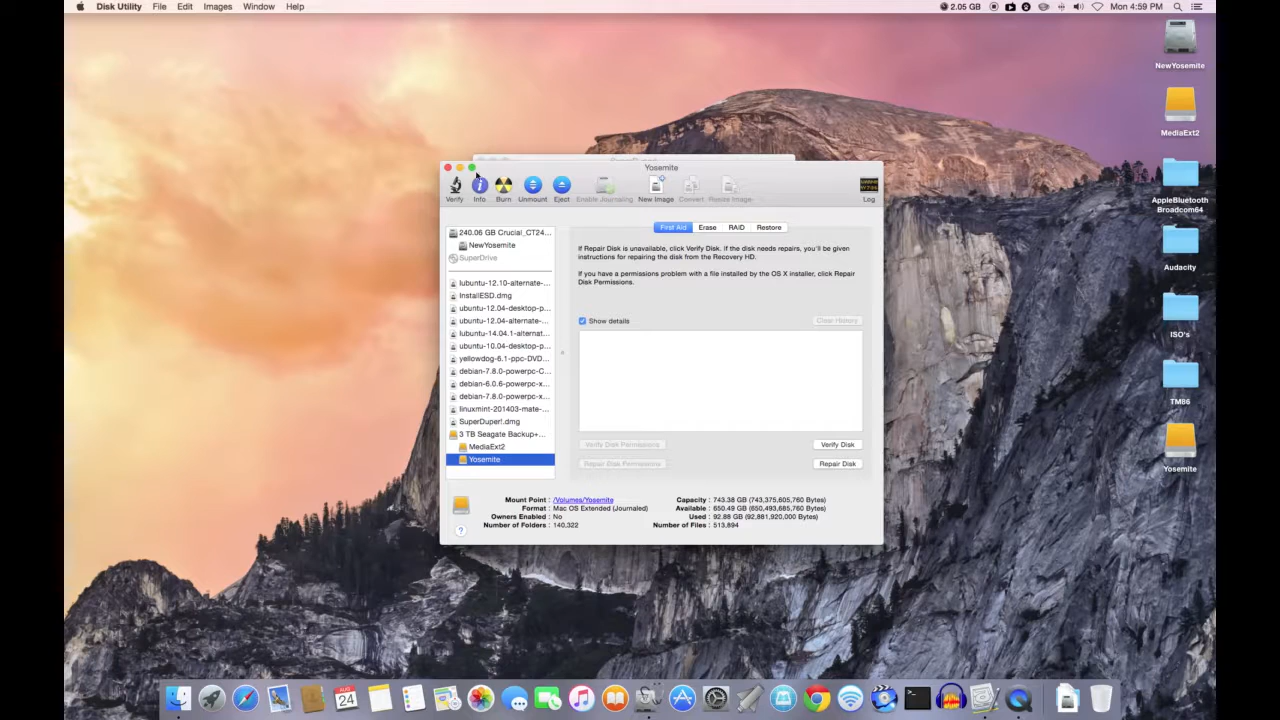 Disk Utility File Edit Images Window Help 2.05 GB Mon 4:59 PM
NewYosemite
MediaExt2
AppleBluetooth
Broadcom64
Audacity
ISO's
TM86
Yosemite
Yosemite
Verify Info Burn Unmount Eject Enable Journaling New Image Convert Resize Image Log
240.06 GB Crucial_CT24...
NewYosemite
SuperDrive
lubuntu-12.10-alternate-...
InstallESD.dmg
ubuntu-12.04-desktop-p...
ubuntu-12.04-alternate-...
lubuntu-14.04.1-alternat...
ubuntu-10.04-desktop-p...
yellowdog-6.1-ppc-DVD...
debian-7.8.0-powerpc-C...
debian-6.0.6-powerpc-x...
debian-7.8.0-powerpc-x...
linuxmint-201403-mate-...
SuperDuper!.dmg
3 TB Seagate Backup+...
MediaExt2
Yosemite
First Aid Erase RAID Restore
If Repair Disk is unavailable, click Verify Disk. If the disk needs repairs, you'll be given
instructions for repairing the disk from the Recovery HD.
If you have a permissions problem with a file installed by the OS X installer, click Repair
Disk Permissions.
Show details Clear History
Verify Disk Permissions Verify Disk
Repair Disk Permissions Repair Disk
Mount Point : /Volumes/Yosemite Capacity : 743.38 GB (743,375,605,760 Bytes)
Format : Mac OS Extended (Journaled) Available : 650.49 GB (650,493,685,760 Bytes)
Owners Enabled : No Used : 92.88 GB (92,881,920,000 Bytes)
Number of Folders : 140,322 Number of Files : 513,894
?
AUG
24